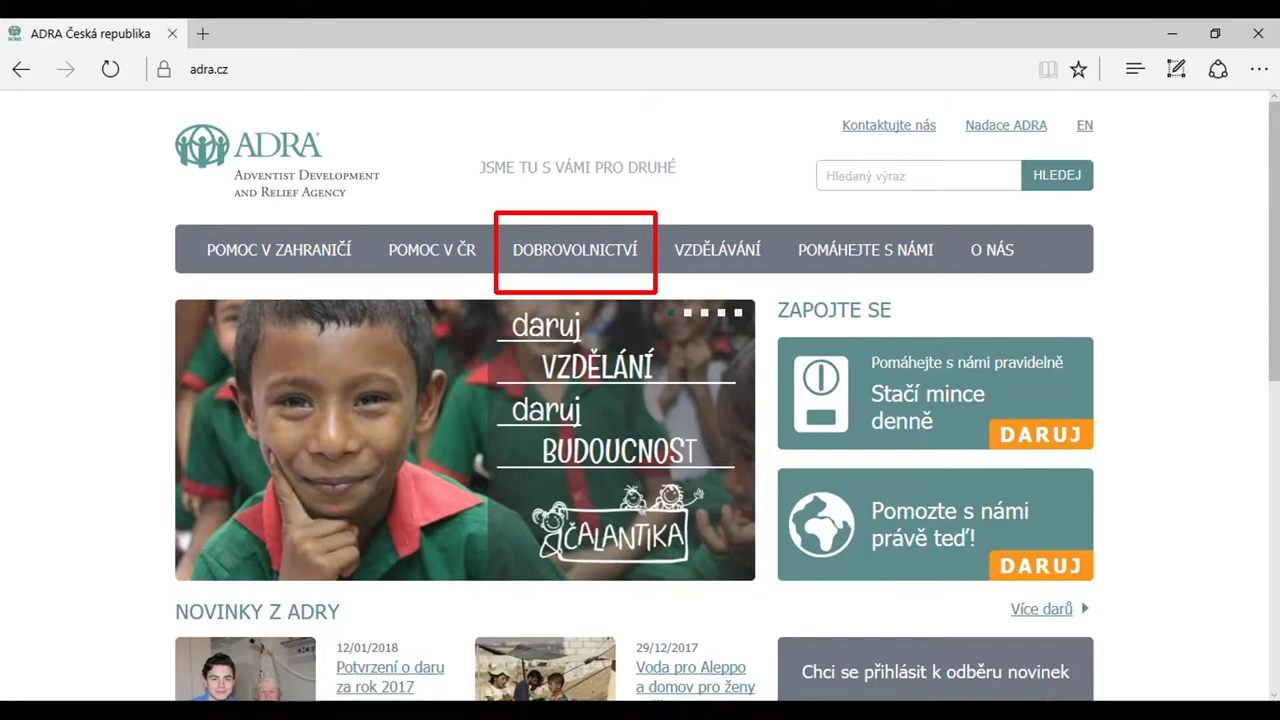 ADRA Česká republika
adra.cz
Kontaktujte nás
Nadace ADRA
EN
ADRA
ADVENTIST DEVELOPMENT
AND RELIEF AGENCY
JSME TU S VÁMI PRO DRUHÉ
Hledaný výraz
HLEDEJ
POMOC V ZAHRANIČÍ
POMOC V ČR
DOBROVOLNICTVÍ
VZDĚLÁVÁNÍ
POMÁHEJTE S NÁMI
O NÁS
daruj
VZDĚLÁNÍ
daruj
BUDOUCNOST
ČALANTIKA
ZAPOJTE SE
Pomáhejte s námi pravidelně
Stačí mince
denně
DARUJ
Pomozte s námi
právě teď!
DARUJ
Více darů
NOVINKY Z ADRY
12/01/2018
Potvrzení o daru
za rok 2017
29/12/2017
Voda pro Aleppo
a domov pro ženy
Chci se přihlásit k odběru novinek